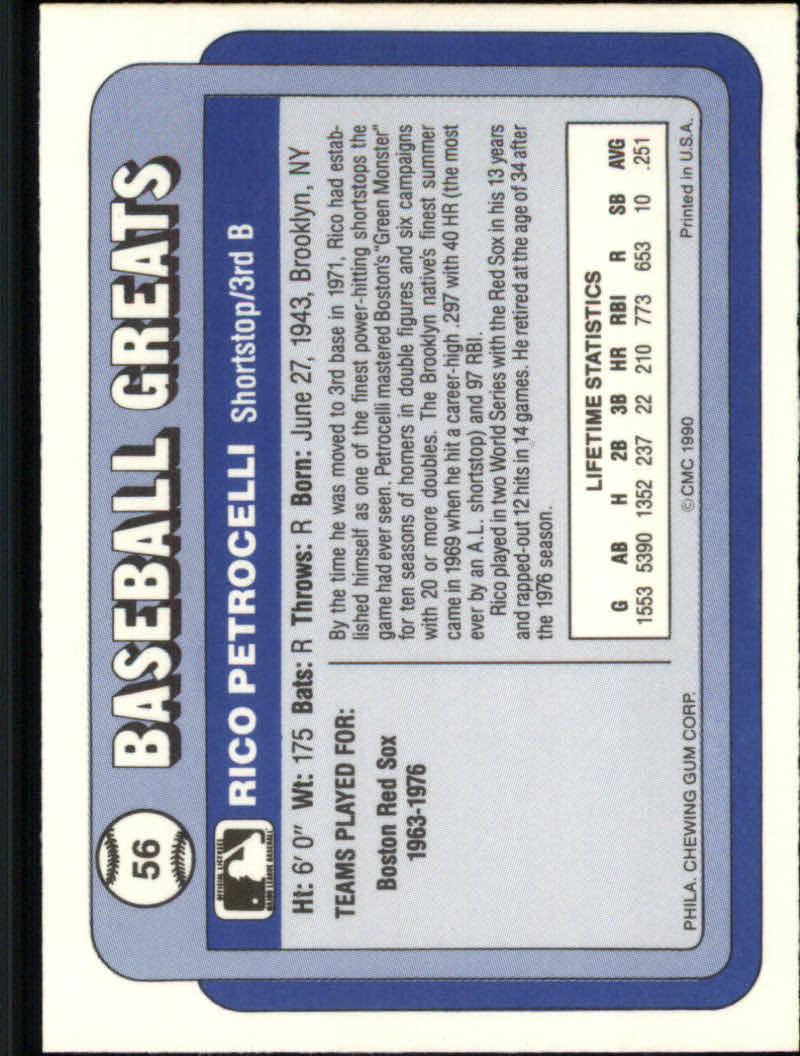 56
BASEBALL GREATS
RICO PETROCELLI Shortstop/3rd B
Ht: 6' 0" Wt: 175 Bats: R Throws: R Born: June 27, 1943, Brooklyn, NY
TEAMS PLAYED FOR:
Boston Red Sox
1963-1976
By the time he was moved to 3rd base in 1971, Rico had estab-
lished himself as one of the finest power-hitting shortstops the
game had ever seen. Petrocelli mastered Boston's "Green Monster"
for ten seasons of homers in double figures and six campaigns
with 20 or more doubles. The Brooklyn native's finest summer
came in 1969 when he hit a career-high .297 with 40 HR (the most
ever by an A.L. shortstop) and 97 RBI.
Rico played in two World Series with the Red Sox in his 13 years
and rapped-out 12 hits in 14 games. He retired at the age of 34 after
the 1976 season.
LIFETIME STATISTICS
G AB H 2B 3B HR RBI R SB AVG
1553 5390 1352 237 22 210 773 653 10 .251
PHILA. CHEWING GUM CORP. © CMC 1990 Printed in U.S.A.